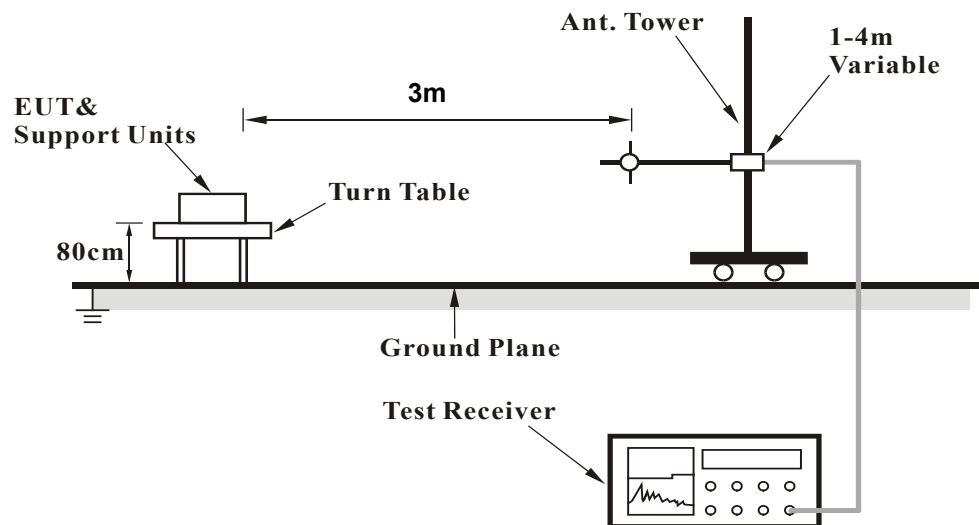 Ant. Tower
1-4m
Variable
3m
EUT&
Support Units
Turn Table
80cm
Ground Plane
Test Receiver